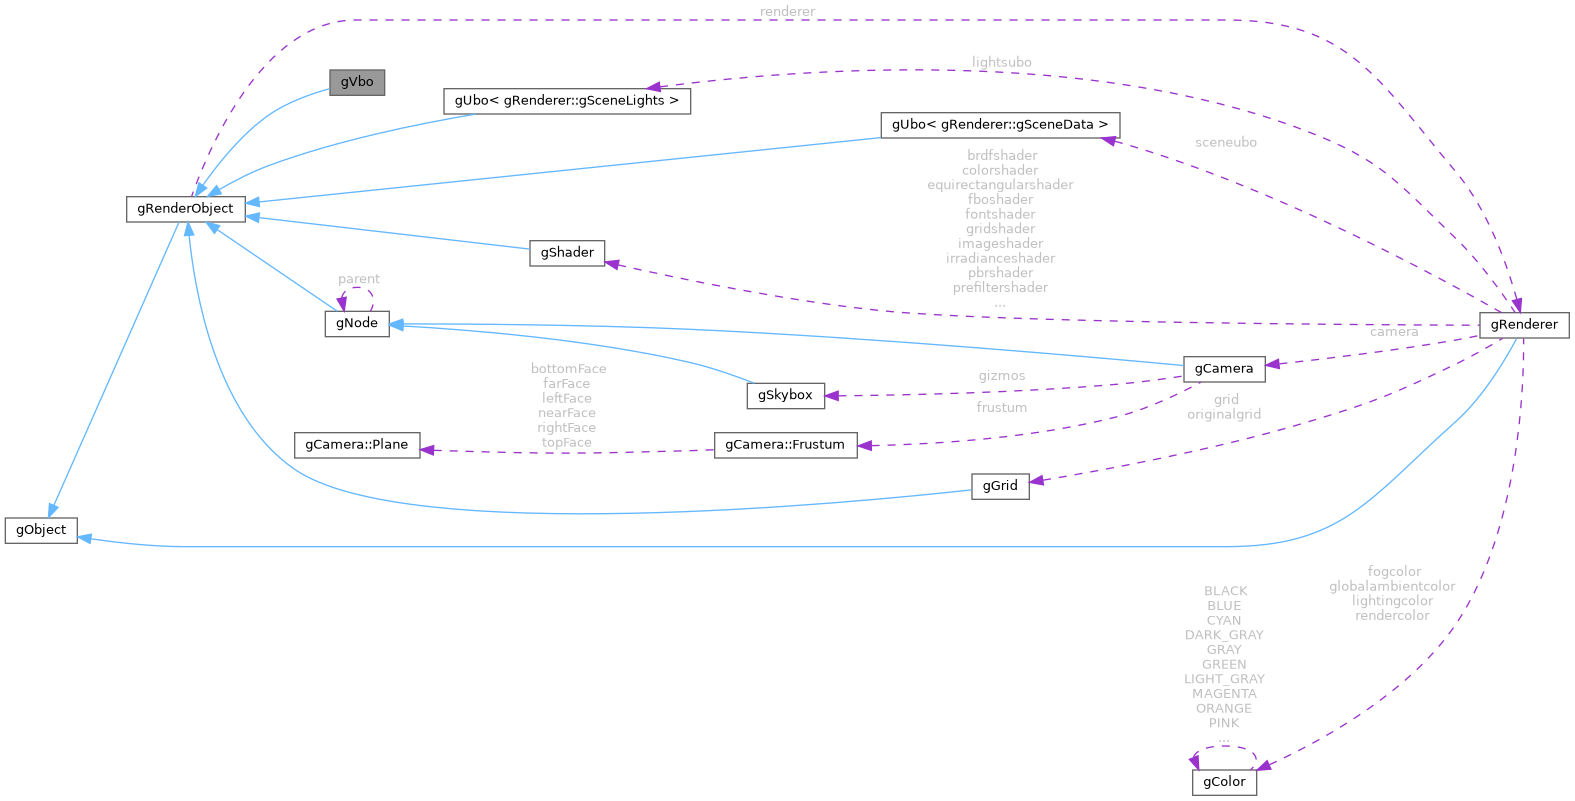 renderer
gVbo
lightsubo
gUbo< gRenderer::gSceneLights >
gUbo< gRenderer::gSceneData >
sceneubo
brdfshader
colorshader
equirectangularshader
fboshader
fontshader
gridshader
imageshader
irradianceshader
pbrshader
prefiltershader
...
gRenderObject
gShader
parent
gNode
gRenderer
camera
gCamera
gizmos
gSkybox
frustum
grid
originalgrid
bottomFace
farFace
leftFace
nearFace
rightFace
topFace
gCamera::Plane
gCamera::Frustum
gGrid
gObject
fogcolor
globalambientcolor
lightingcolor
rendercolor
BLACK
BLUE
CYAN
DARK_GRAY
GRAY
GREEN
LIGHT_GRAY
MAGENTA
ORANGE
PINK
...
gColor